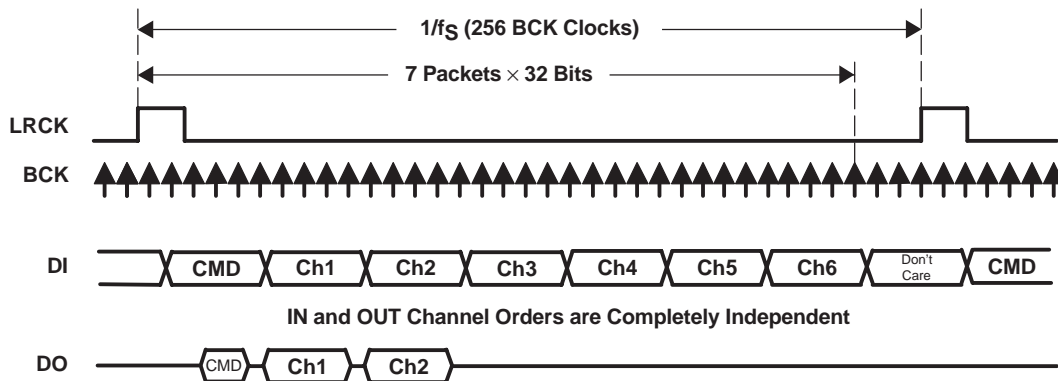 1/fS (256 BCK Clocks)
7 Packets × 32 Bits
LRCK
BCK
DI CMD Ch1 Ch2 Ch3 Ch4 Ch5 Ch6 Don't Care CMD
IN and OUT Channel Orders are Completely Independent
DO CMD Ch1 Ch2